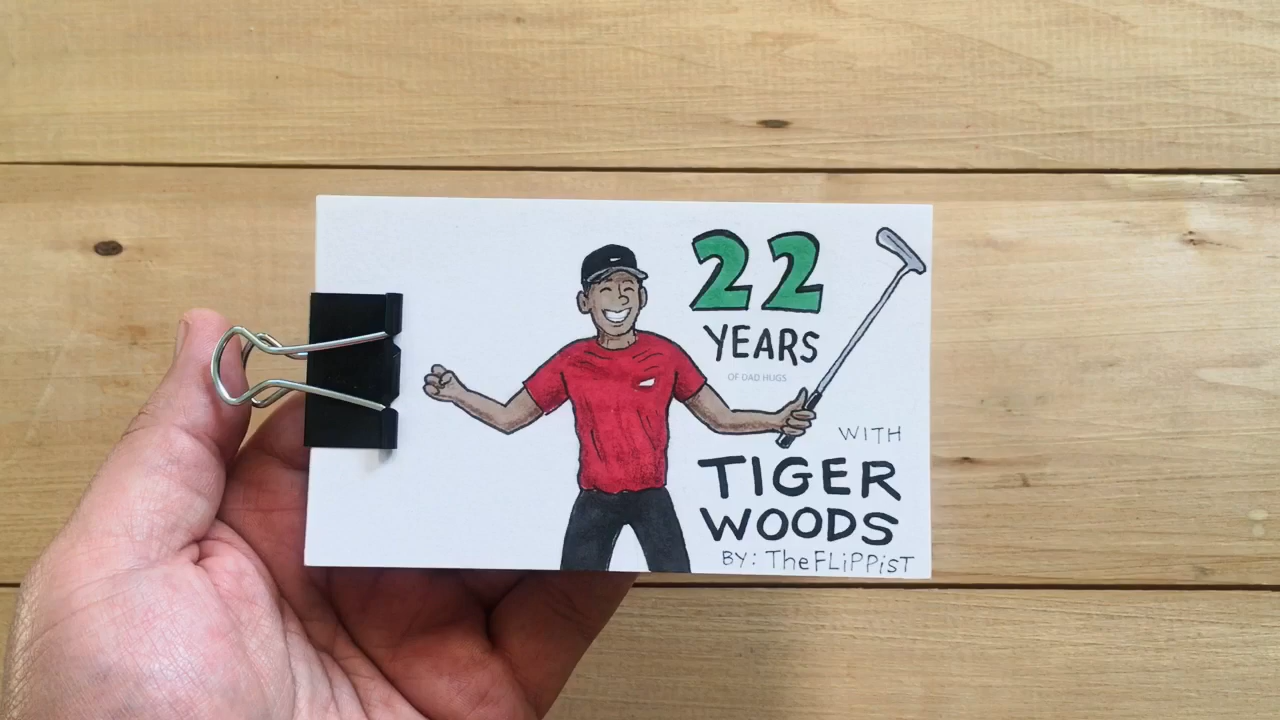 22
YEARS
OF DAD HUGS
WITH
TIGER
WOODS
BY: TheFLiPPiST